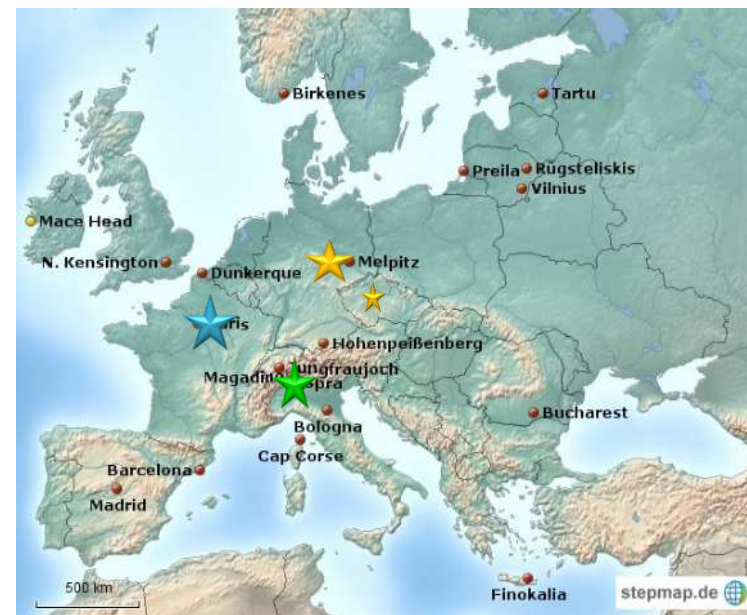 Birkenes
Tartu
Preila
Rugsteliskis
Vilnius
Mace Head
N. Kensington
Dunkerque
Melpitz
Hohenpeißenberg
Jungfraujoch
Bologna
Bucharest
Cap Corse
Barcelona
Madrid
Finokalia
500 km
stepmap.de